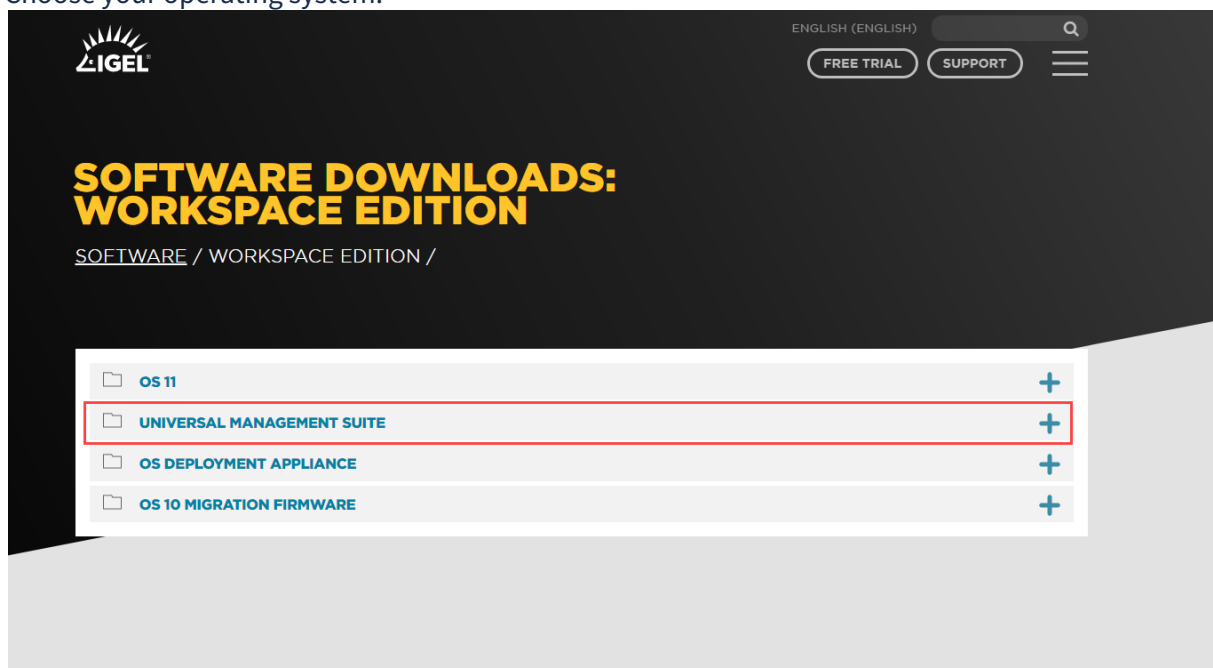 Choose your operating system.
ENGLISH (ENGLISH)
IGEL®
FREE TRIAL
SUPPORT
SOFTWARE DOWNLOADS:
WORKSPACE EDITION
SOFTWARE / WORKSPACE EDITION /
OS 11
UNIVERSAL MANAGEMENT SUITE
OS DEPLOYMENT APPLIANCE
OS 10 MIGRATION FIRMWARE